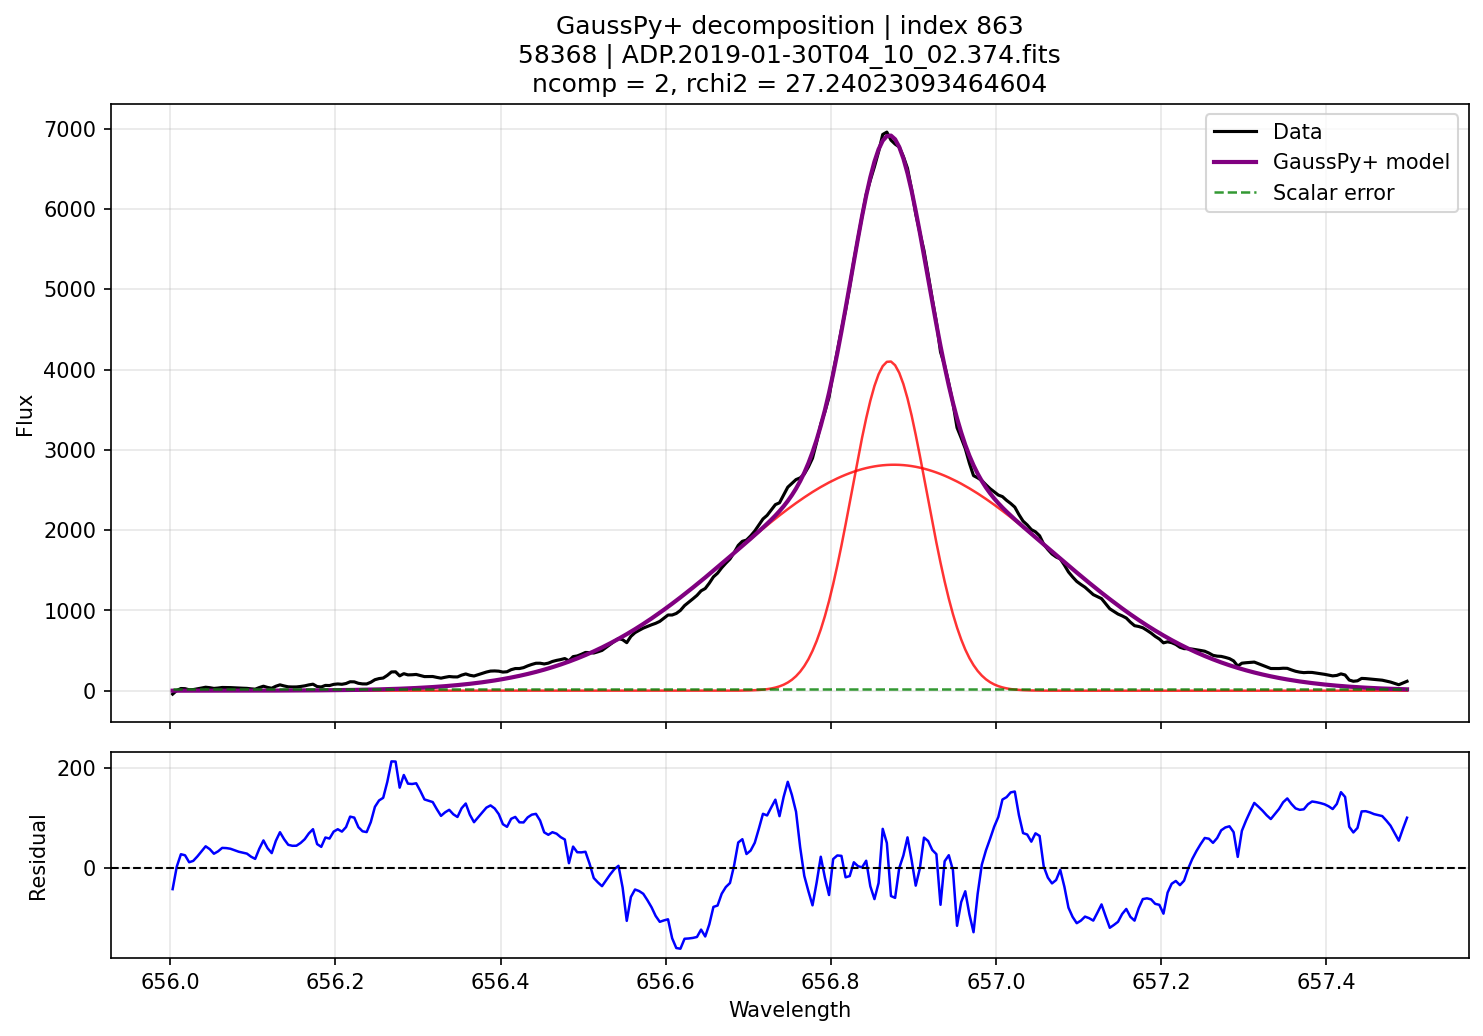 GaussPy+ decomposition | index 863
58368 | ADP.2019-01-30T04_10_02.374.fits
ncomp = 2, rchi2 = 27.24023093464604
Data
GaussPy+ model
Scalar error
7000
6000
5000
4000
3000
2000
1000
0
Flux
200
0
Residual
656.0 656.2 656.4 656.6 656.8 657.0 657.2 657.4
Wavelength